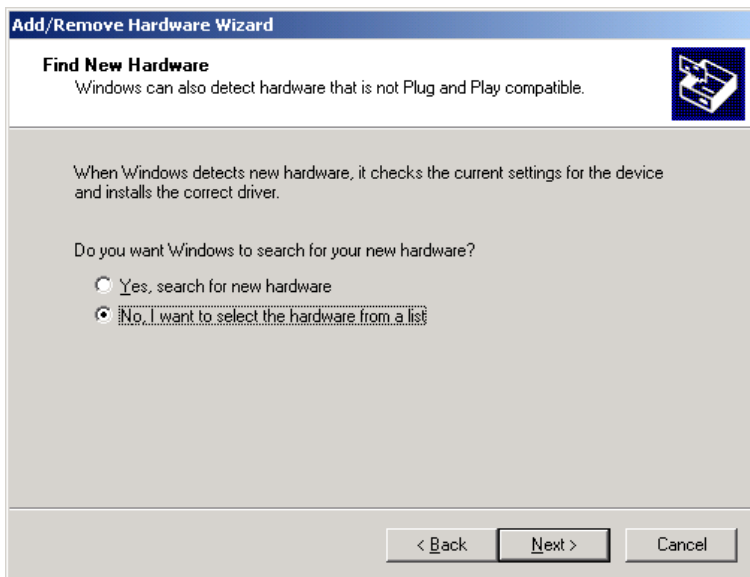 Add/Remove Hardware Wizard
Find New Hardware
Windows can also detect hardware that is not Plug and Play compatible.
When Windows detects new hardware, it checks the current settings for the device
and installs the correct driver.
Do you want Windows to search for your new hardware?
Yes, search for new hardware
No, I want to select the hardware from a list
< Back Next > Cancel